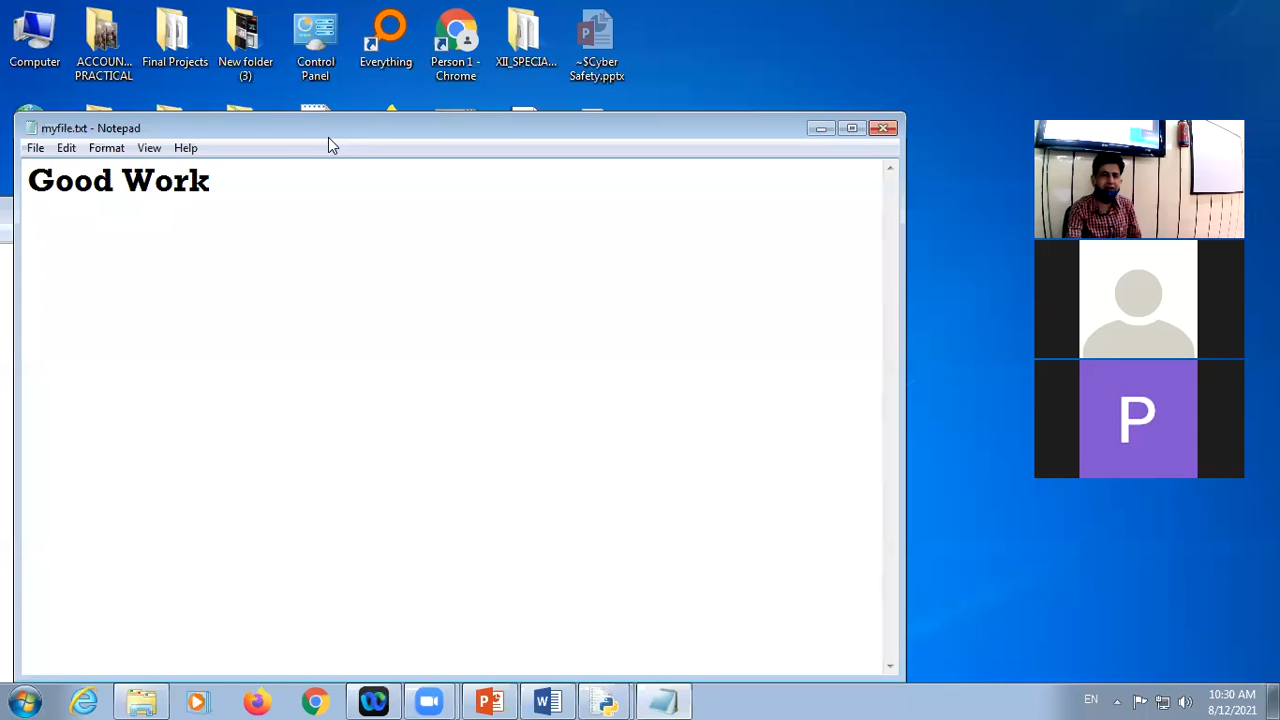 Computer
ACCOUN...
PRACTICAL
Final Projects
New folder
(3)
Control
Panel
Everything
Person 1 -
Chrome
XII_SPECIA...
~$Cyber
Safety.pptx
myfile.txt - Notepad
File Edit Format View Help
Good Work
P
EN
10:30 AM
8/12/2021